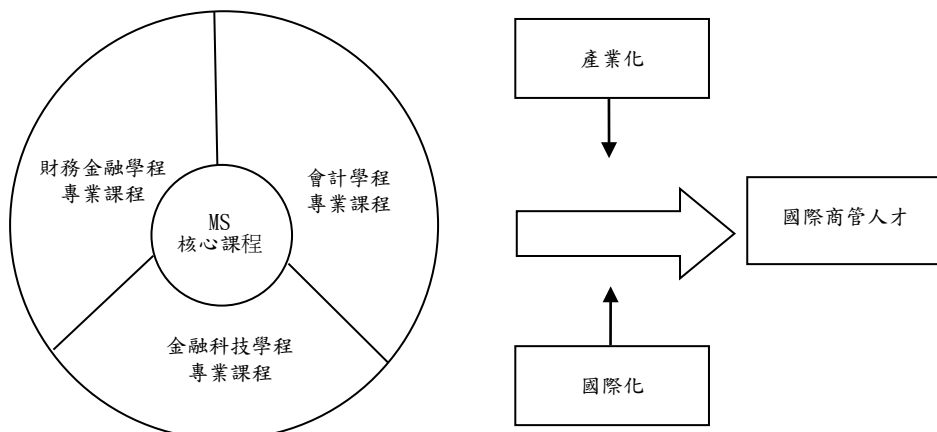 財務金融學程
專業課程
MS
核心課程
會計學程
專業課程
金融科技學程
專業課程
產業化
國際商管人才
國際化